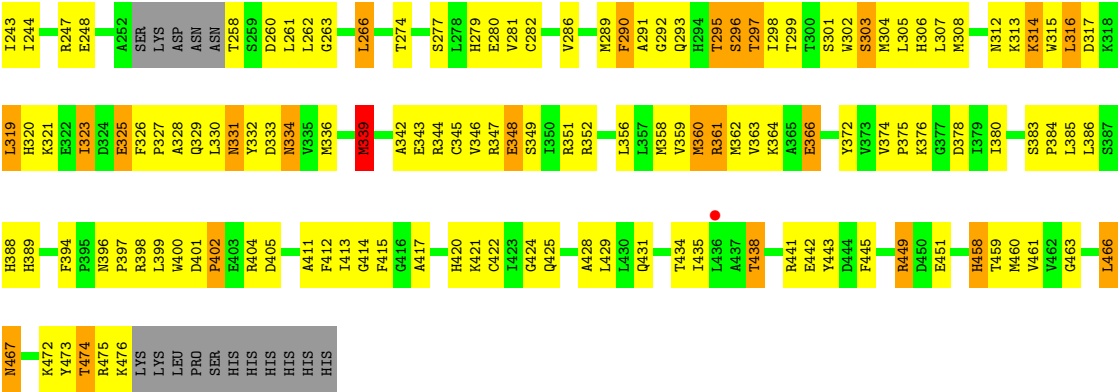 I243 I244 R247 E248 A252 SER LYS ASP ASN ASN T258 S259 D260 L261 L262 G263 L266 T274 S277 L278 H279 E280 V281 C282 V286 M289 F290 A291 G292 Q293 H294 T295 S296 T297 I298 T299 T300 S301 W302 S303 M304 L305 H306 L307 M308 N312 K313 K314 W315 L316 D317 K318
L319 H320 K321 E322 I323 D324 E325 F326 P327 A328 Q329 L330 N331 Y332 D333 N334 V335 M336 M339 A342 E343 R344 C345 V346 R347 E348 S349 I350 R351 R352 L356 L357 M358 V359 M360 R361 M362 V363 K364 A365 E366 Y372 V373 V374 P375 K376 G377 D378 I379 I380 S383 P384 L385 L386 S387
H388 H389 F394 P395 N396 P397 R398 L399 W400 D401 P402 E403 R404 D405 A411 F412 I413 G414 F415 G416 A417 H420 K421 C422 I423 G424 Q425 A428 L429 L430 Q431 T434 I435 L436 A437 T438 R441 E442 Y443 D444 F445 R449 D450 E451 H458 T459 M460 V461 V462 G463 L466
N467 K472 Y473 T474 R475 K476 LYS LYS LEU PRO SER HIS HIS HIS HIS HIS HIS